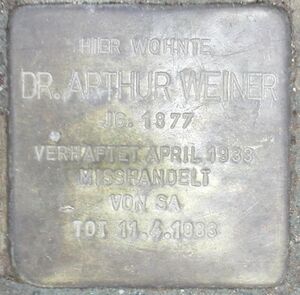 HIER WOHNTE
DR. ARTHUR WEINER
JG. 1877
VERHAFTET APRIL 1933
MISSHANDELT
VON SA
TOT 11.4.1933